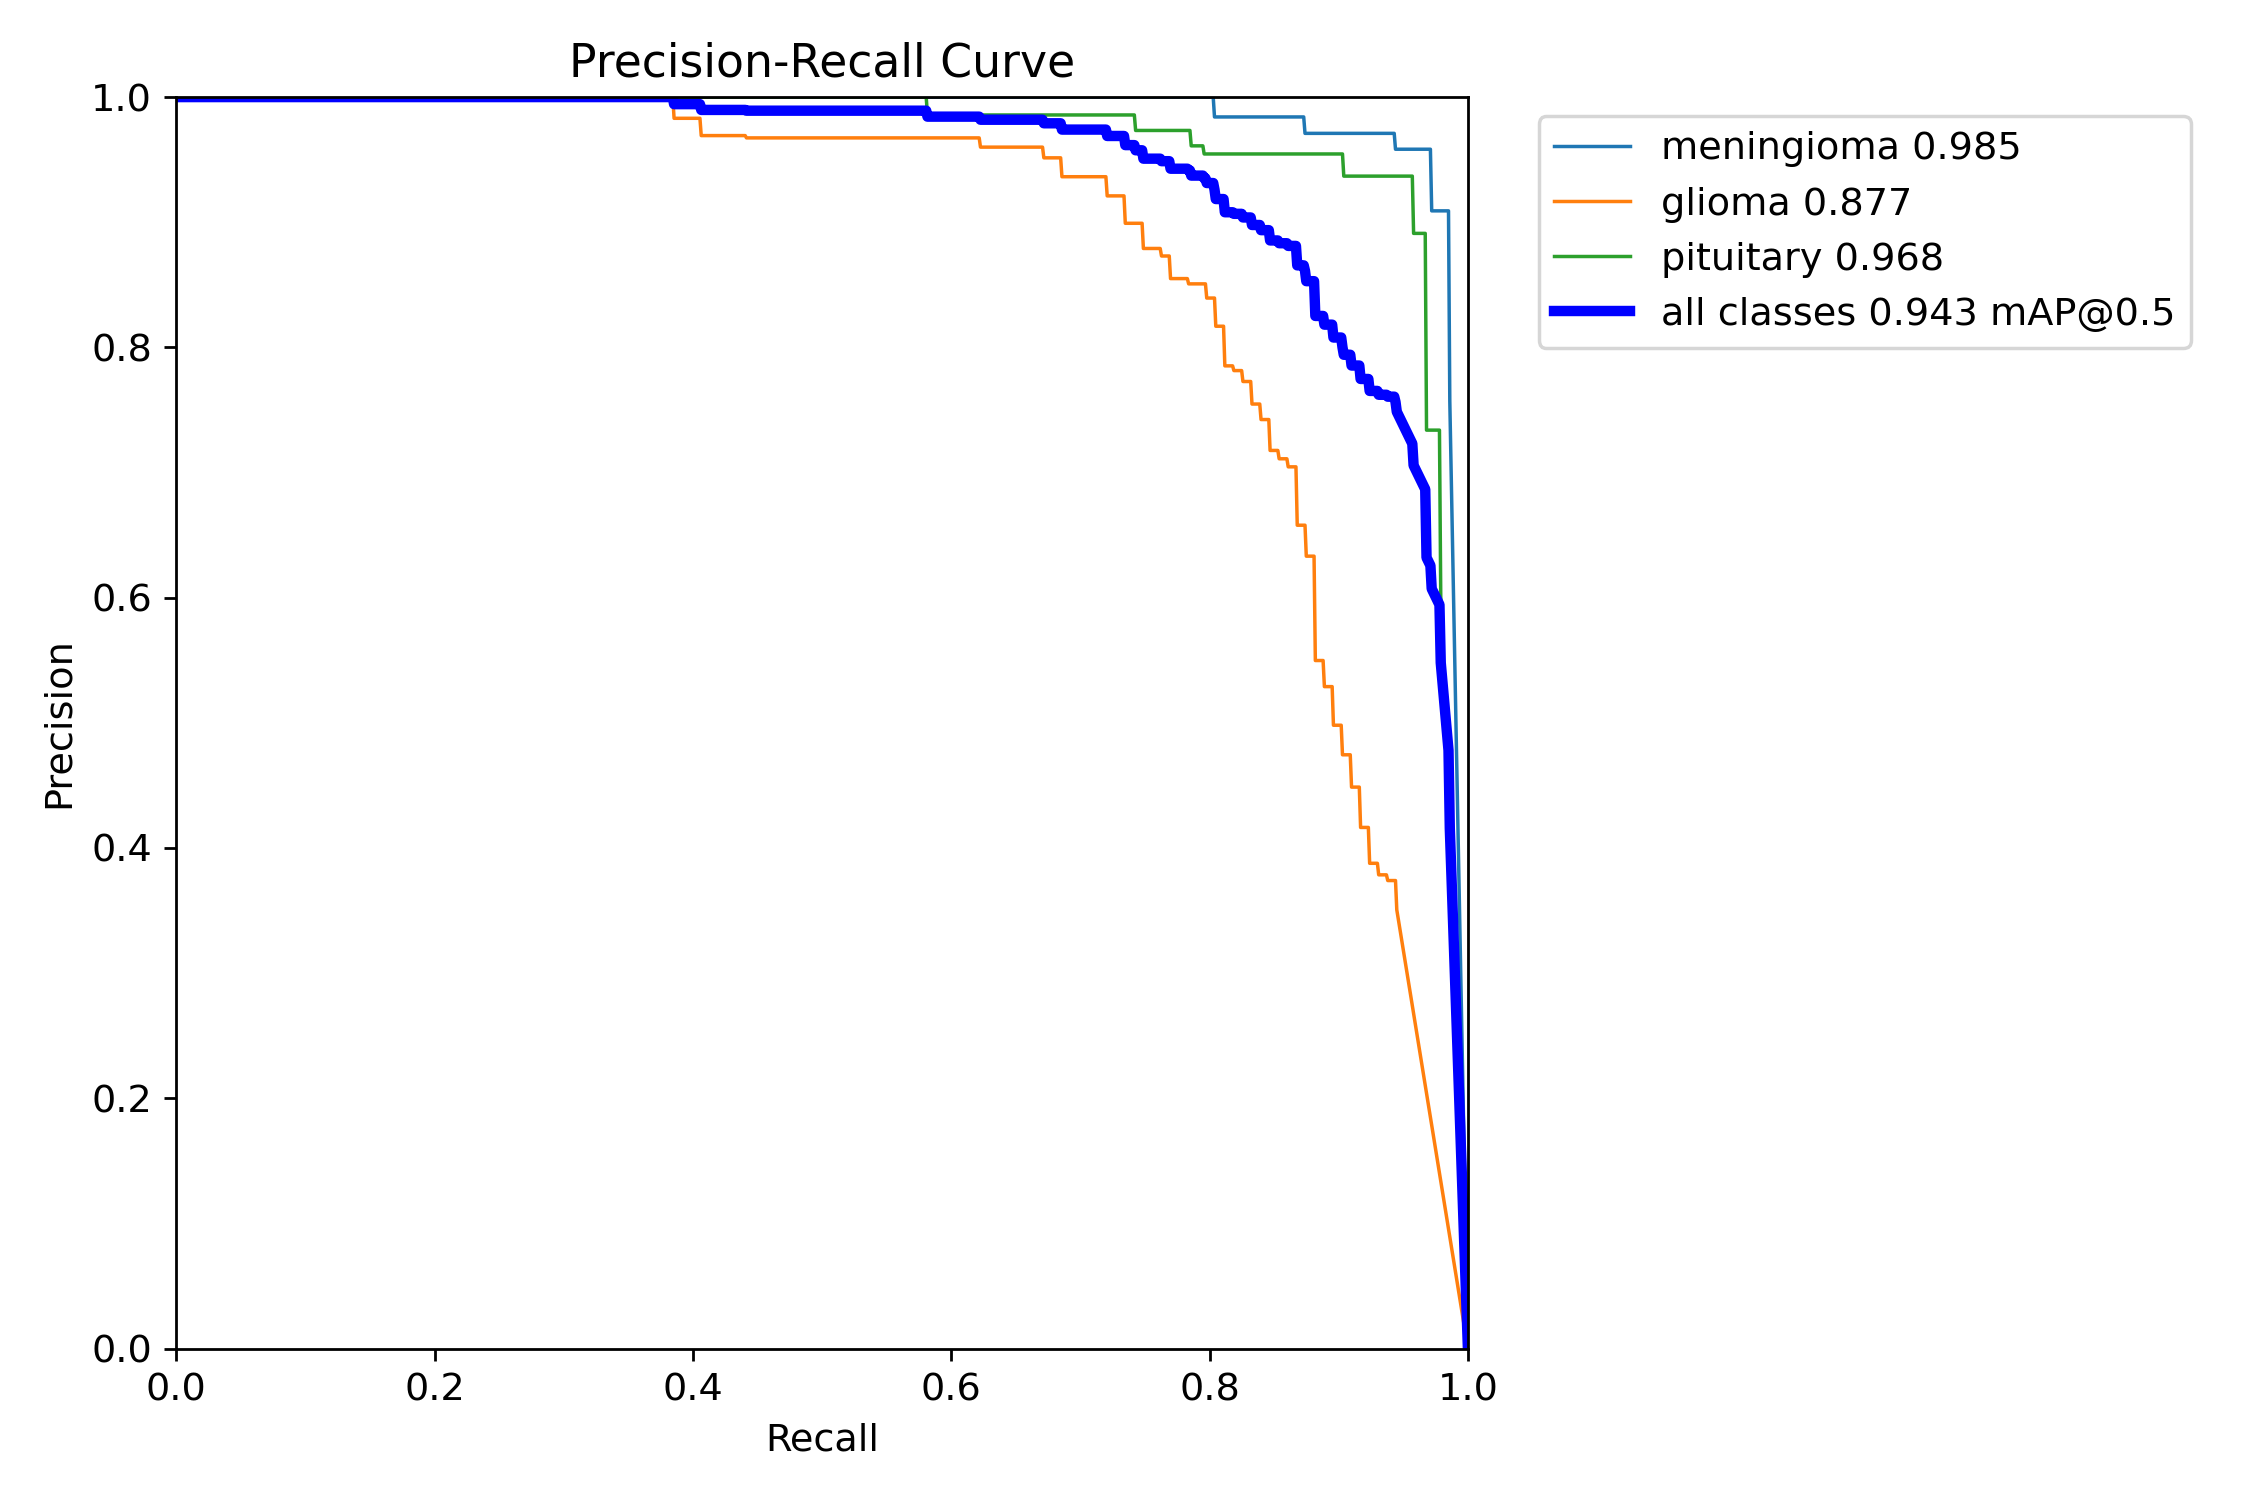 Precision-Recall Curve
1.0
0.8
0.6
0.4
0.2
0.0
Precision
0.0 0.2 0.4 0.6 0.8 1.0
Recall
meningioma 0.985
glioma 0.877
pituitary 0.968
all classes 0.943 mAP@0.5